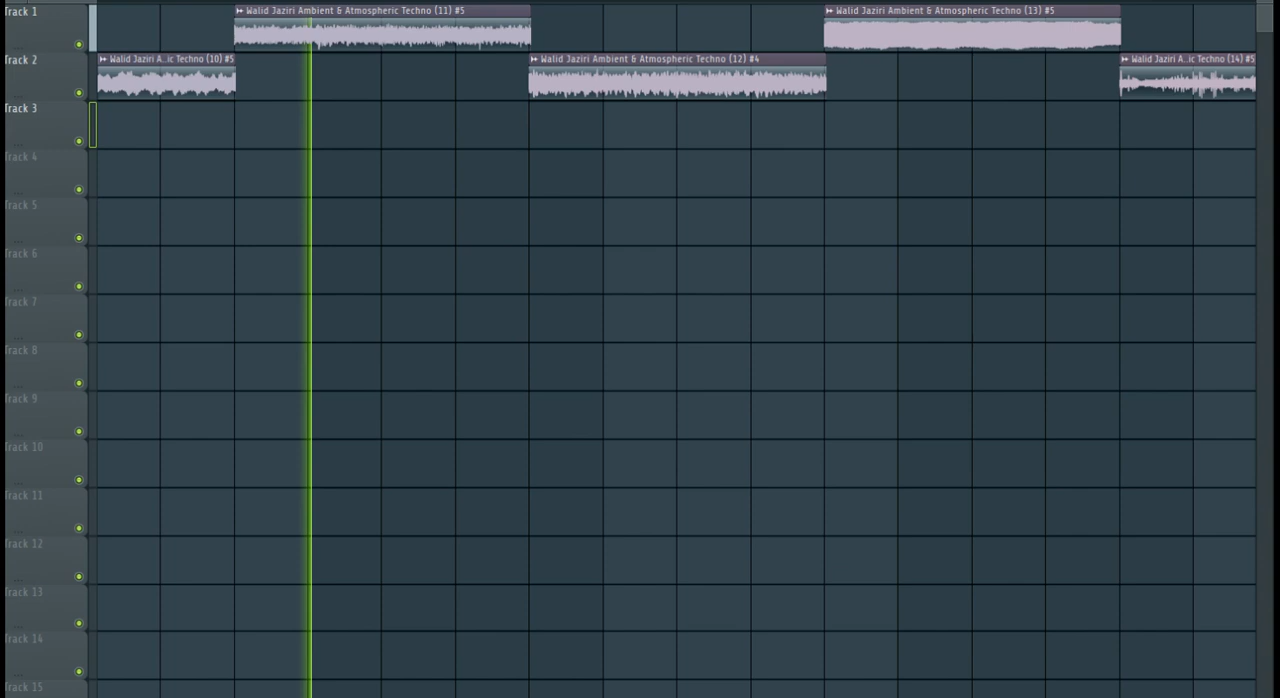 Track 1
Walid Jaziri Ambient & Atmospheric Techno (11) #5
Walid Jaziri Ambient & Atmospheric Techno (13) #5
Track 2
Walid Jaziri A...ic Techno (10) #5
Walid Jaziri Ambient & Atmospheric Techno (12) #4
Walid Jaziri A...ic Techno (14) #5
Track 3
Track 4
Track 5
Track 6
Track 7
Track 8
Track 9
Track 10
Track 11
Track 12
Track 13
Track 14
Track 15